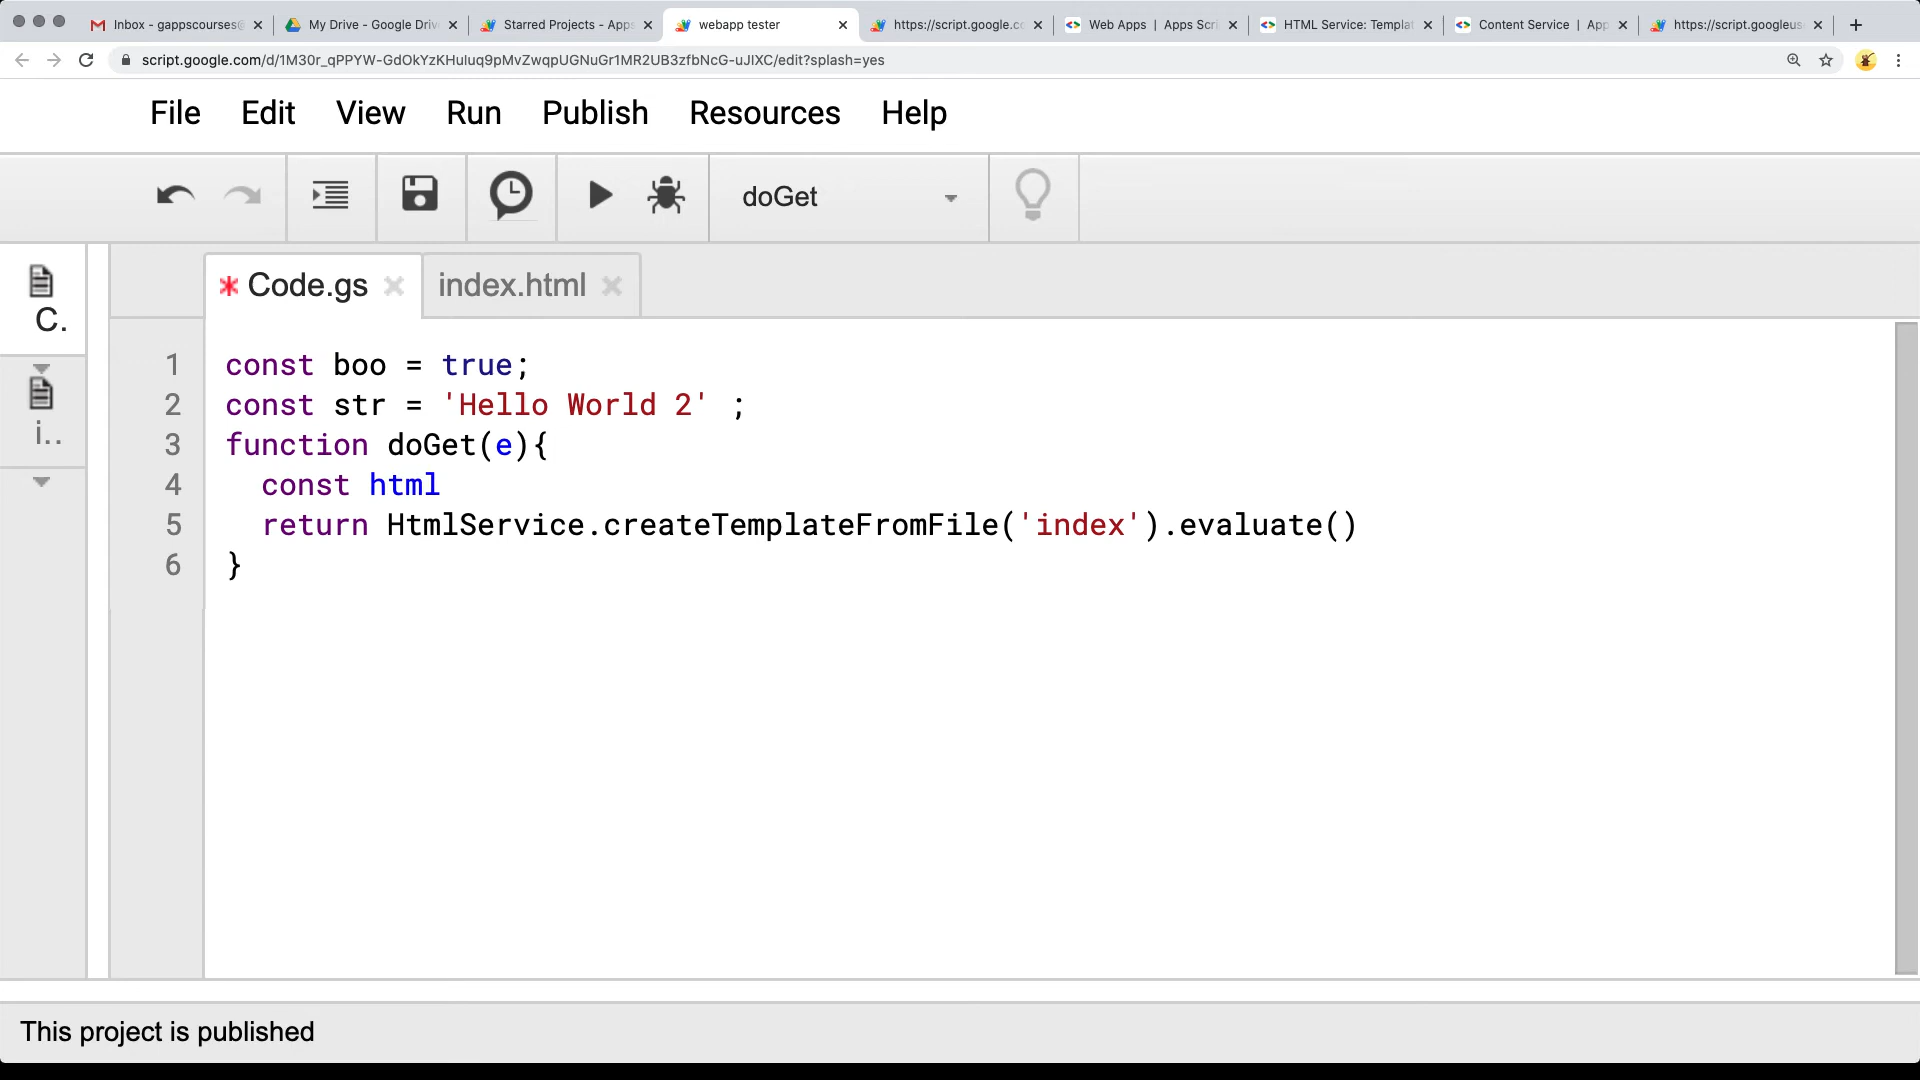 Inbox - gappscourses@
My Drive - Google Driv
Starred Projects - Apps
webapp tester
https://script.google.co
Web Apps | Apps Scri
HTML Service: Templat
Content Service | App
https://script.googleus
script.google.com/d/1M30r_qPPYW-GdOkYzKHuluq9pMvZwqpUGNuGr1MR2UB3zfbNcG-uJlXC/edit?splash=yes
File Edit View Run Publish Resources Help
doGet
C.
i..
* Code.gs
index.html
1 const boo = true;
2 const str = 'Hello World 2' ;
3 function doGet(e){
4 const html
5 return HtmlService.createTemplateFromFile('index').evaluate()
6 }
This project is published